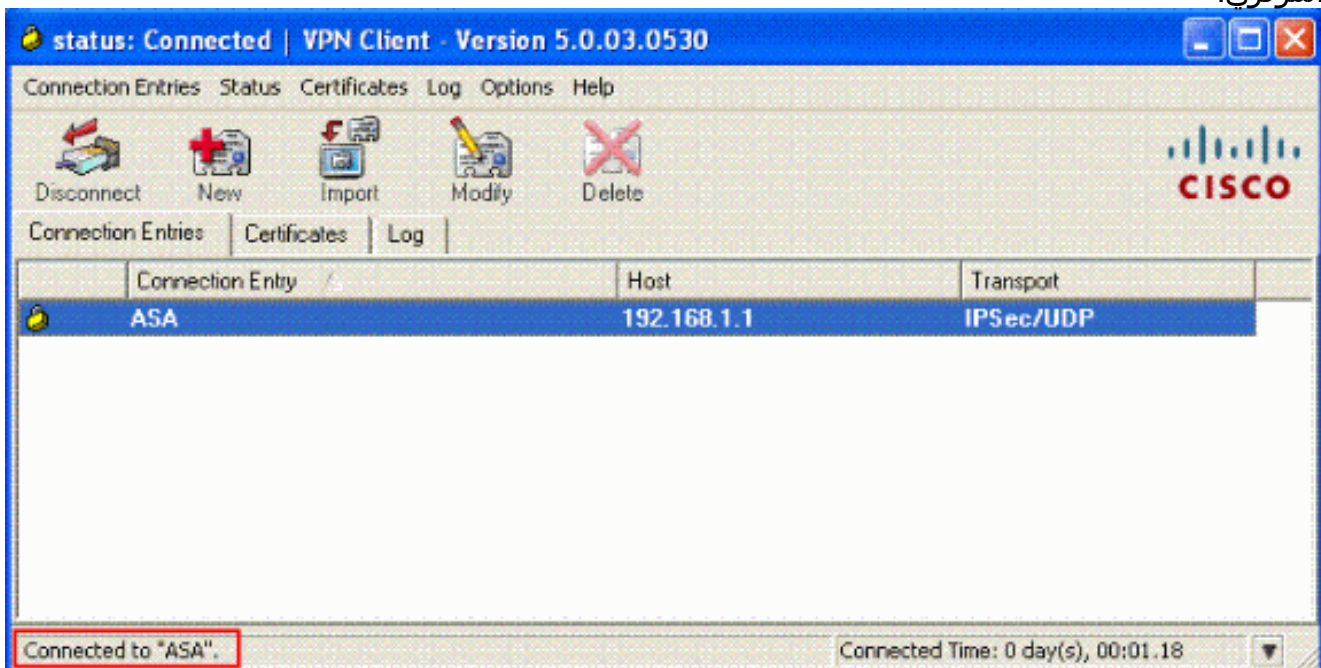 status: Connected | VPN Client - Version 5.0.03.0530
Connection Entries Status Certificates Log Options Help
Disconnect New Import Modify Delete
CISCO
Connection Entries Certificates Log
Connection Entry Host Transport
ASA 192.168.1.1 IPSec/UDP
Connected to "ASA". Connected Time: 0 day(s), 00:01.18